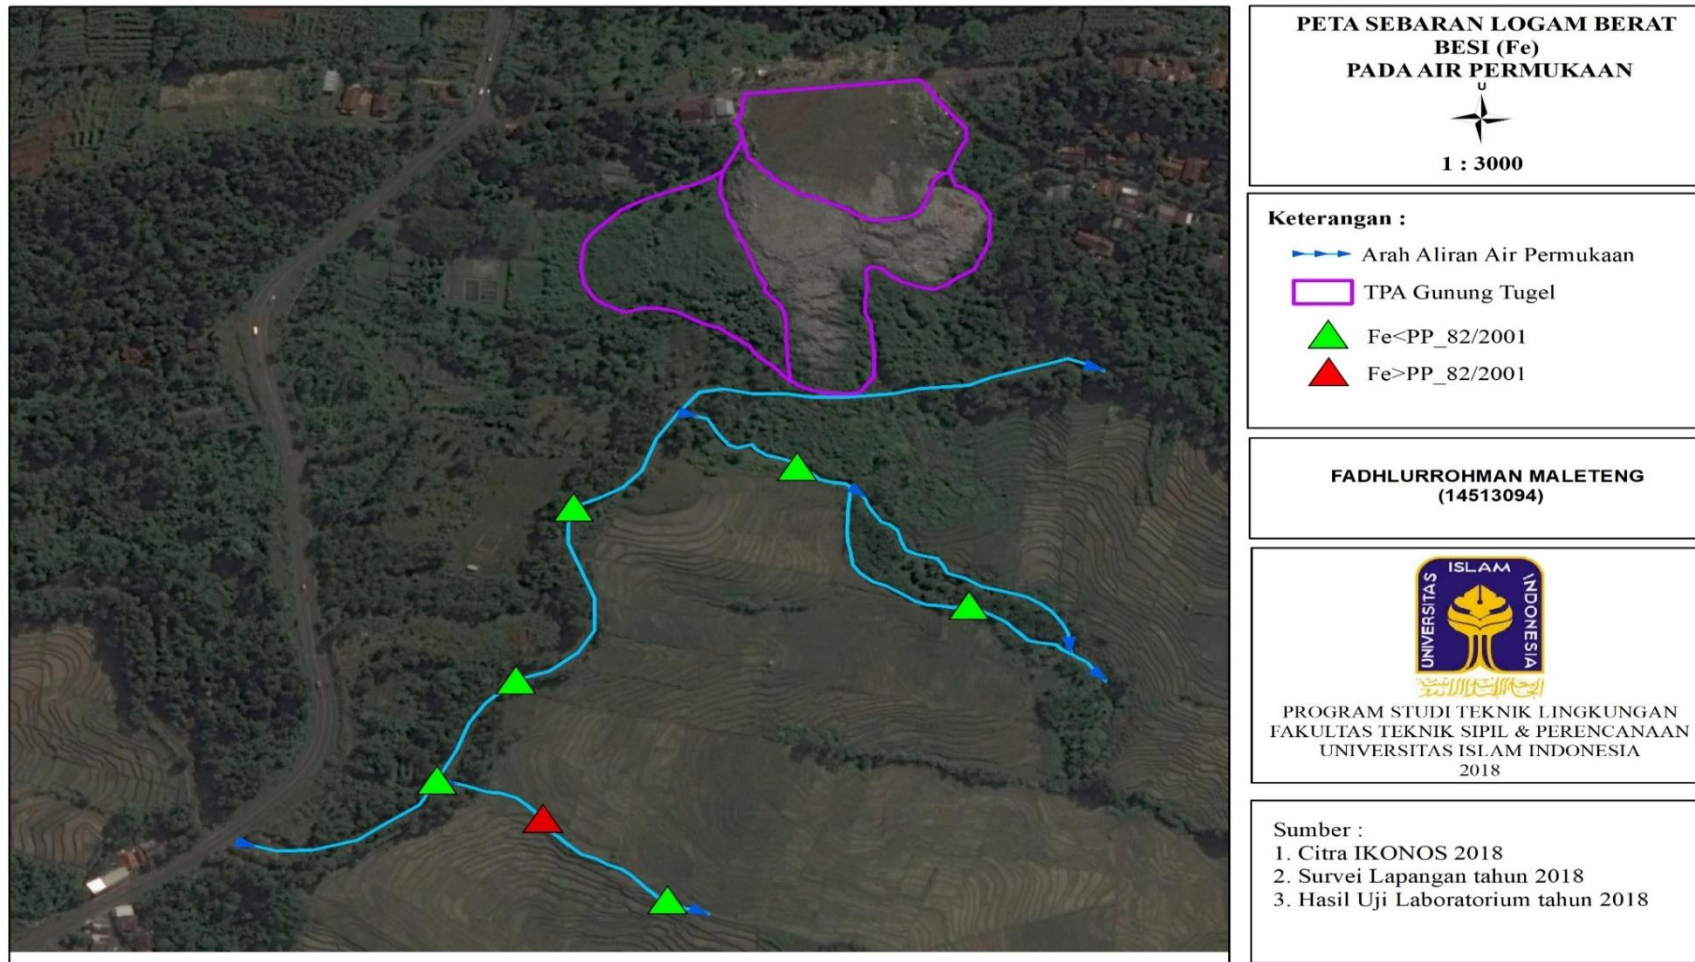 PETA SEBARAN LOGAM BERAT
BESI (Fe)
PADA AIR PERMUKAAN
U
1 : 3000
Keterangan :
Arah Aliran Air Permukaan
TPA Gunung Tugel
Fe<PP_82/2001
Fe>PP_82/2001
FADHLURROHMAN MALETENG
(14513094)
UNIVERSITAS
ISLAM
INDONESIA
PROGRAM STUDI TEKNIK LINGKUNGAN
FAKULTAS TEKNIK SIPIL & PERENCANAAN
UNIVERSITAS ISLAM INDONESIA
2018
Sumber :
1. Citra IKONOS 2018
2. Survei Lapangan tahun 2018
3. Hasil Uji Laboratorium tahun 2018